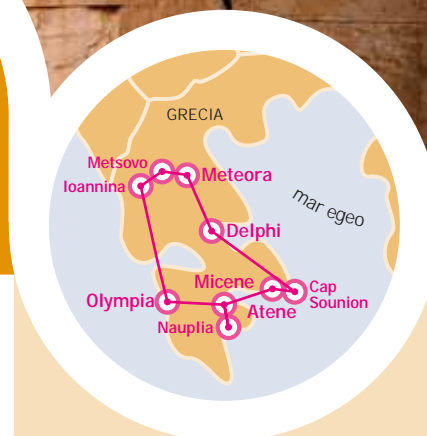 GRECIA
Metsovo
Ioannina
Meteora
mar egeo
Delphi
Micene
Cap
Sounion
Olympia
Atene
Nauplia